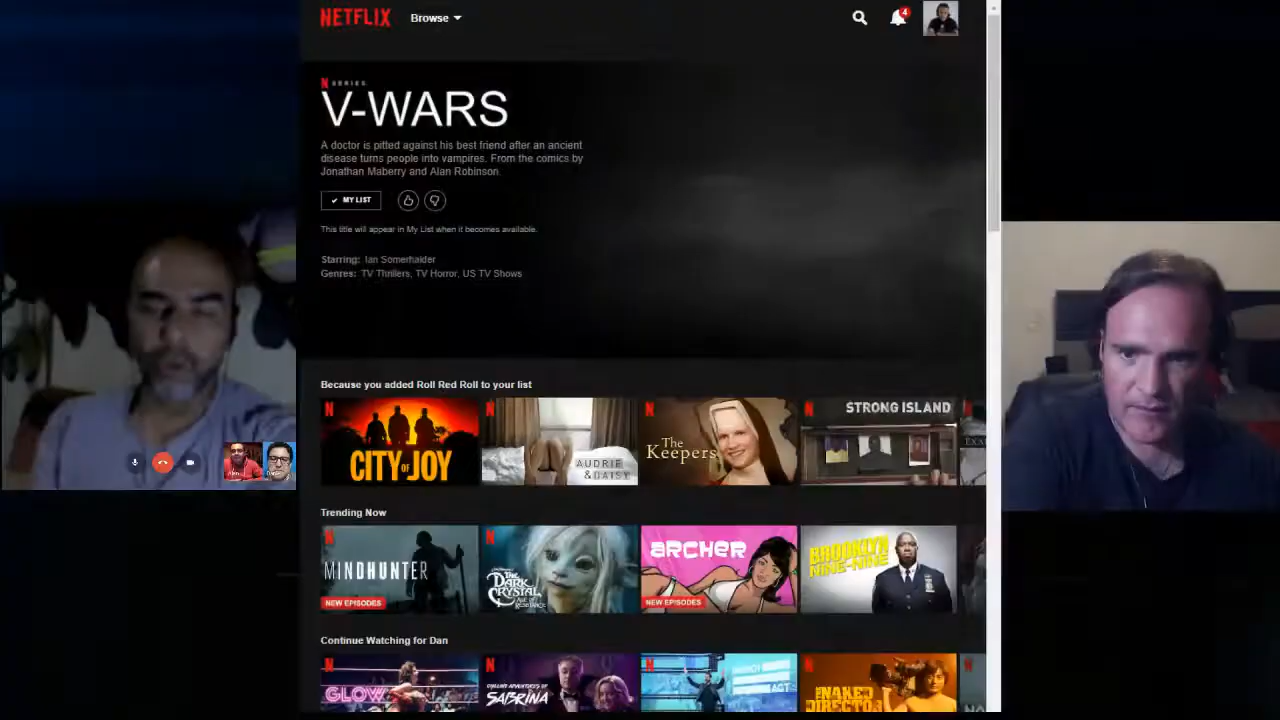 NETFLIX Browse 4
N SERIES
V-WARS
A doctor is pitted against his best friend after an ancient
disease turns people into vampires. From the comics by
Jonathan Maberry and Alan Robinson.
MY LIST
This title will appear in My List when it becomes available.
Starring: Ian Somerhalder
Genres: TV Thrillers, TV Horror, US TV Shows
Because you added Roll Red Roll to your list
N CITY OF JOY
N AUDRIE & DAISY
N The Keepers
N STRONG ISLAND
Trending Now
N MINDHUNTER NEW EPISODES
N THE DARK CRYSTAL AGE OF RESISTANCE
N ARCHER NEW EPISODES
BROOKLYN NINE-NINE
Continue Watching for Dan
N GLOW
N CHILLING ADVENTURES OF SABRINA
N
N THE NAKED DIRECTOR